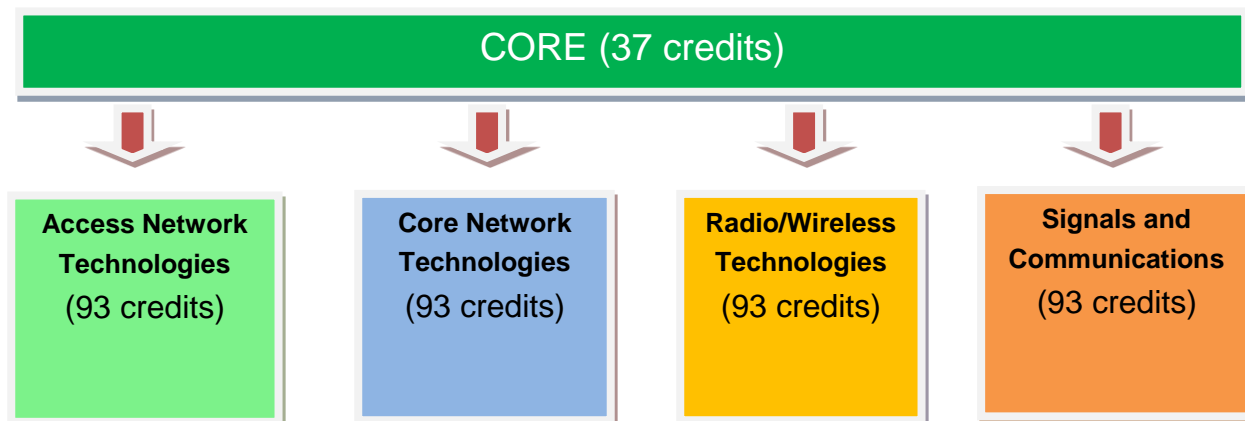 CORE (37 credits)
Access Network
Technologies
(93 credits)
Core Network
Technologies
(93 credits)
Radio/Wireless
Technologies
(93 credits)
Signals and
Communications
(93 credits)